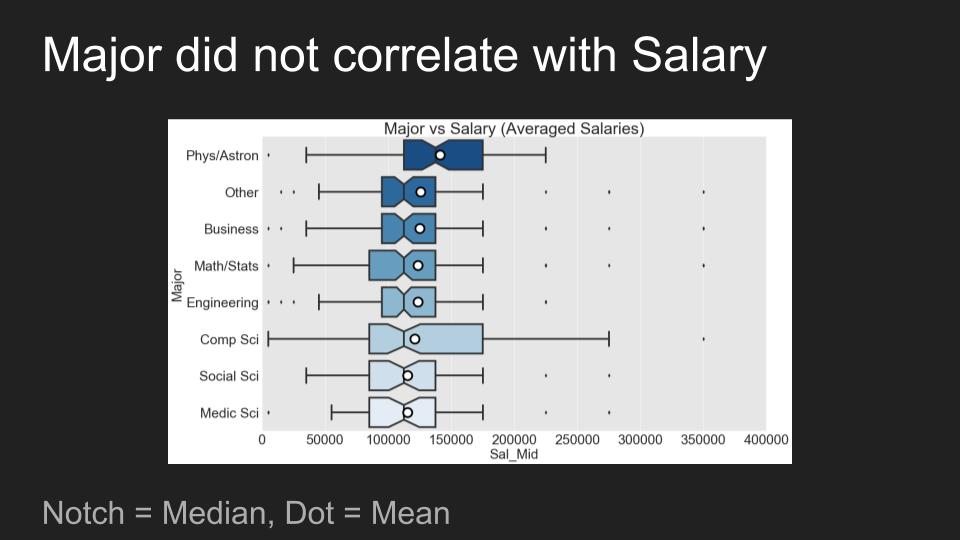 Major did not correlate with Salary
Major vs Salary (Averaged Salaries)
Phys/Astron
Other
Business
Math/Stats
Engineering
Comp Sci
Social Sci
Medic Sci
Major
0 50000 100000 150000 200000 250000 300000 350000 400000
Sal_Mid
Notch = Median, Dot = Mean